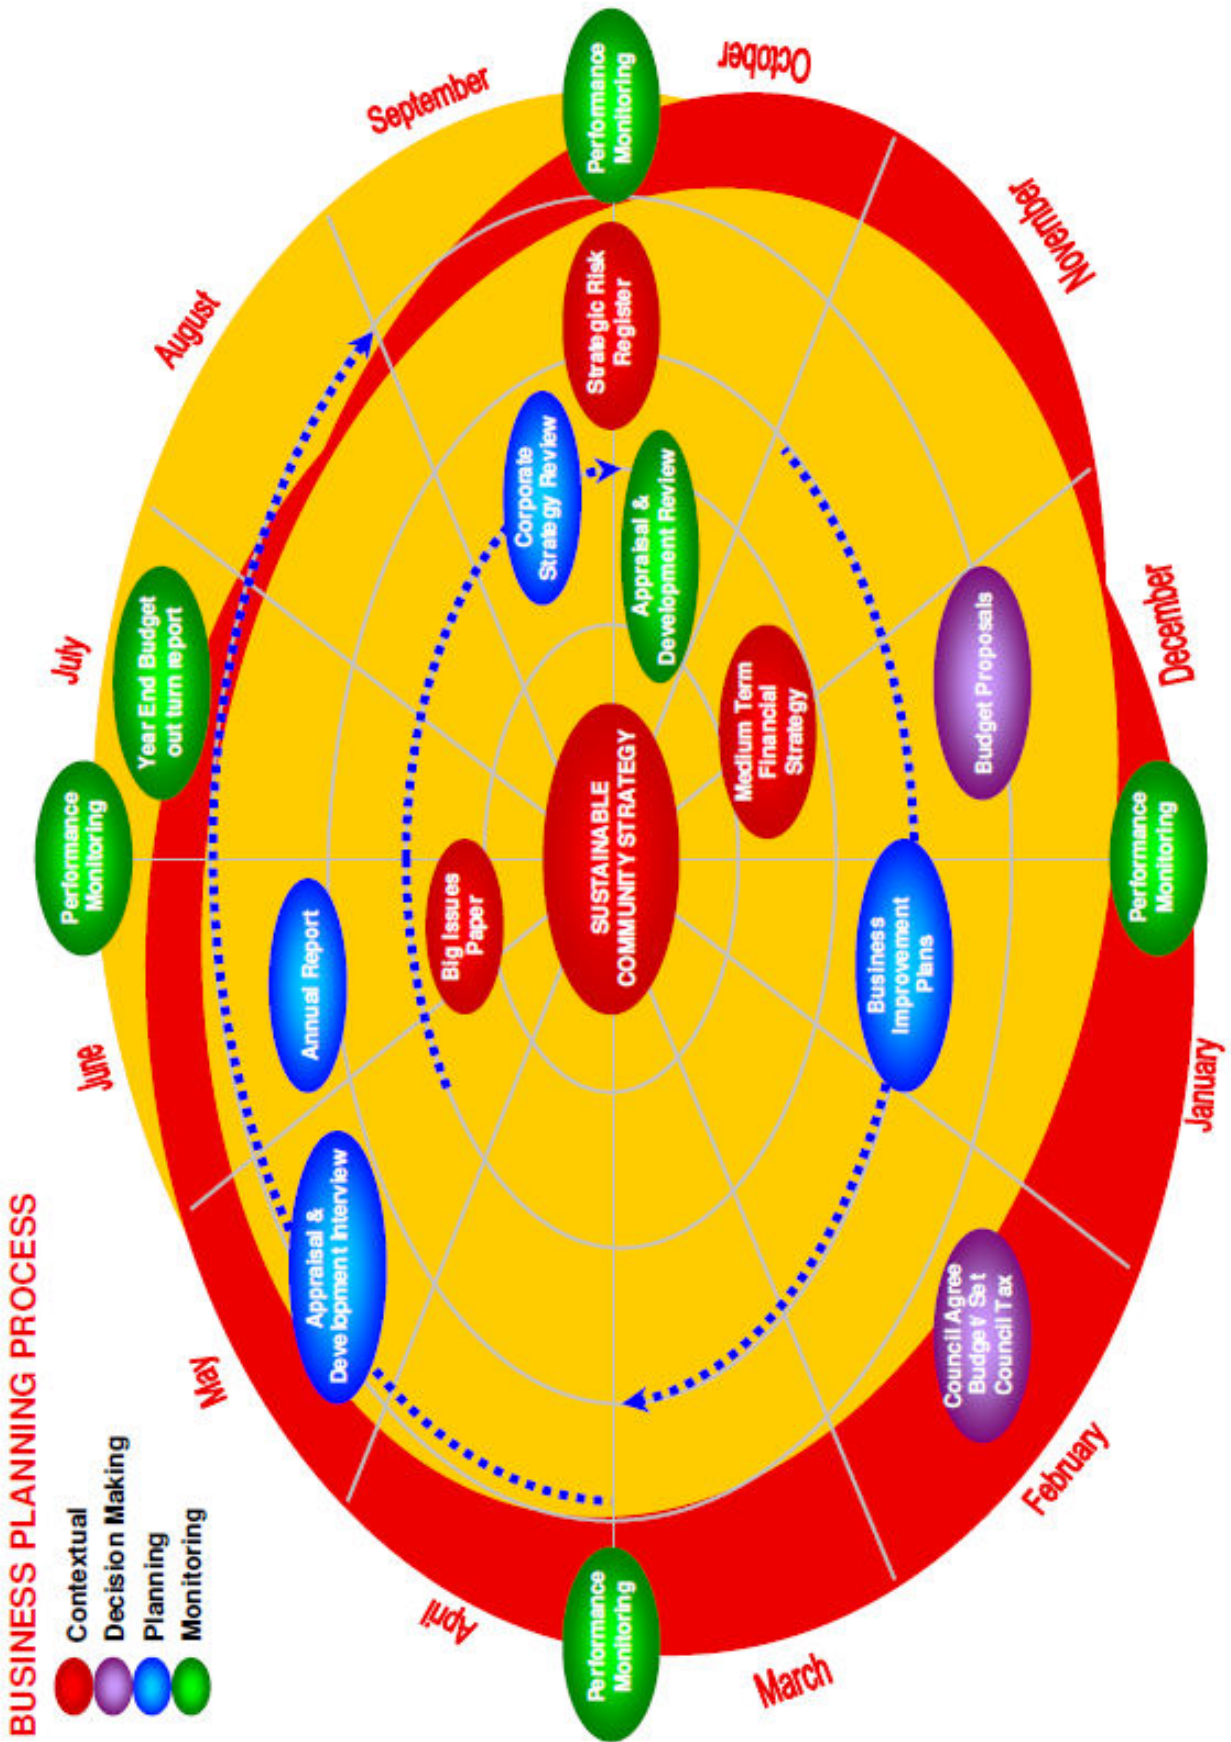 BUSINESS PLANNING PROCESS
Contextual
Decision Making
Planning
Monitoring
April
May
June
July
August
September
October
November
December
January
February
March
Performance
Monitoring
Performance
Monitoring
Year End Budget
out turn report
Annual Report
Appraisal &
Development Interview
Big Issues
Paper
Corporate
Strategy Review
Strategic Risk
Register
Performance
Monitoring
Appraisal &
Development Review
SUSTAINABLE
COMMUNITY STRATEGY
Medium Term
Financial
Strategy
Business
Improvement
Plans
Budget Proposals
Council Agree
Budget/ Set
Council Tax
Performance
Monitoring